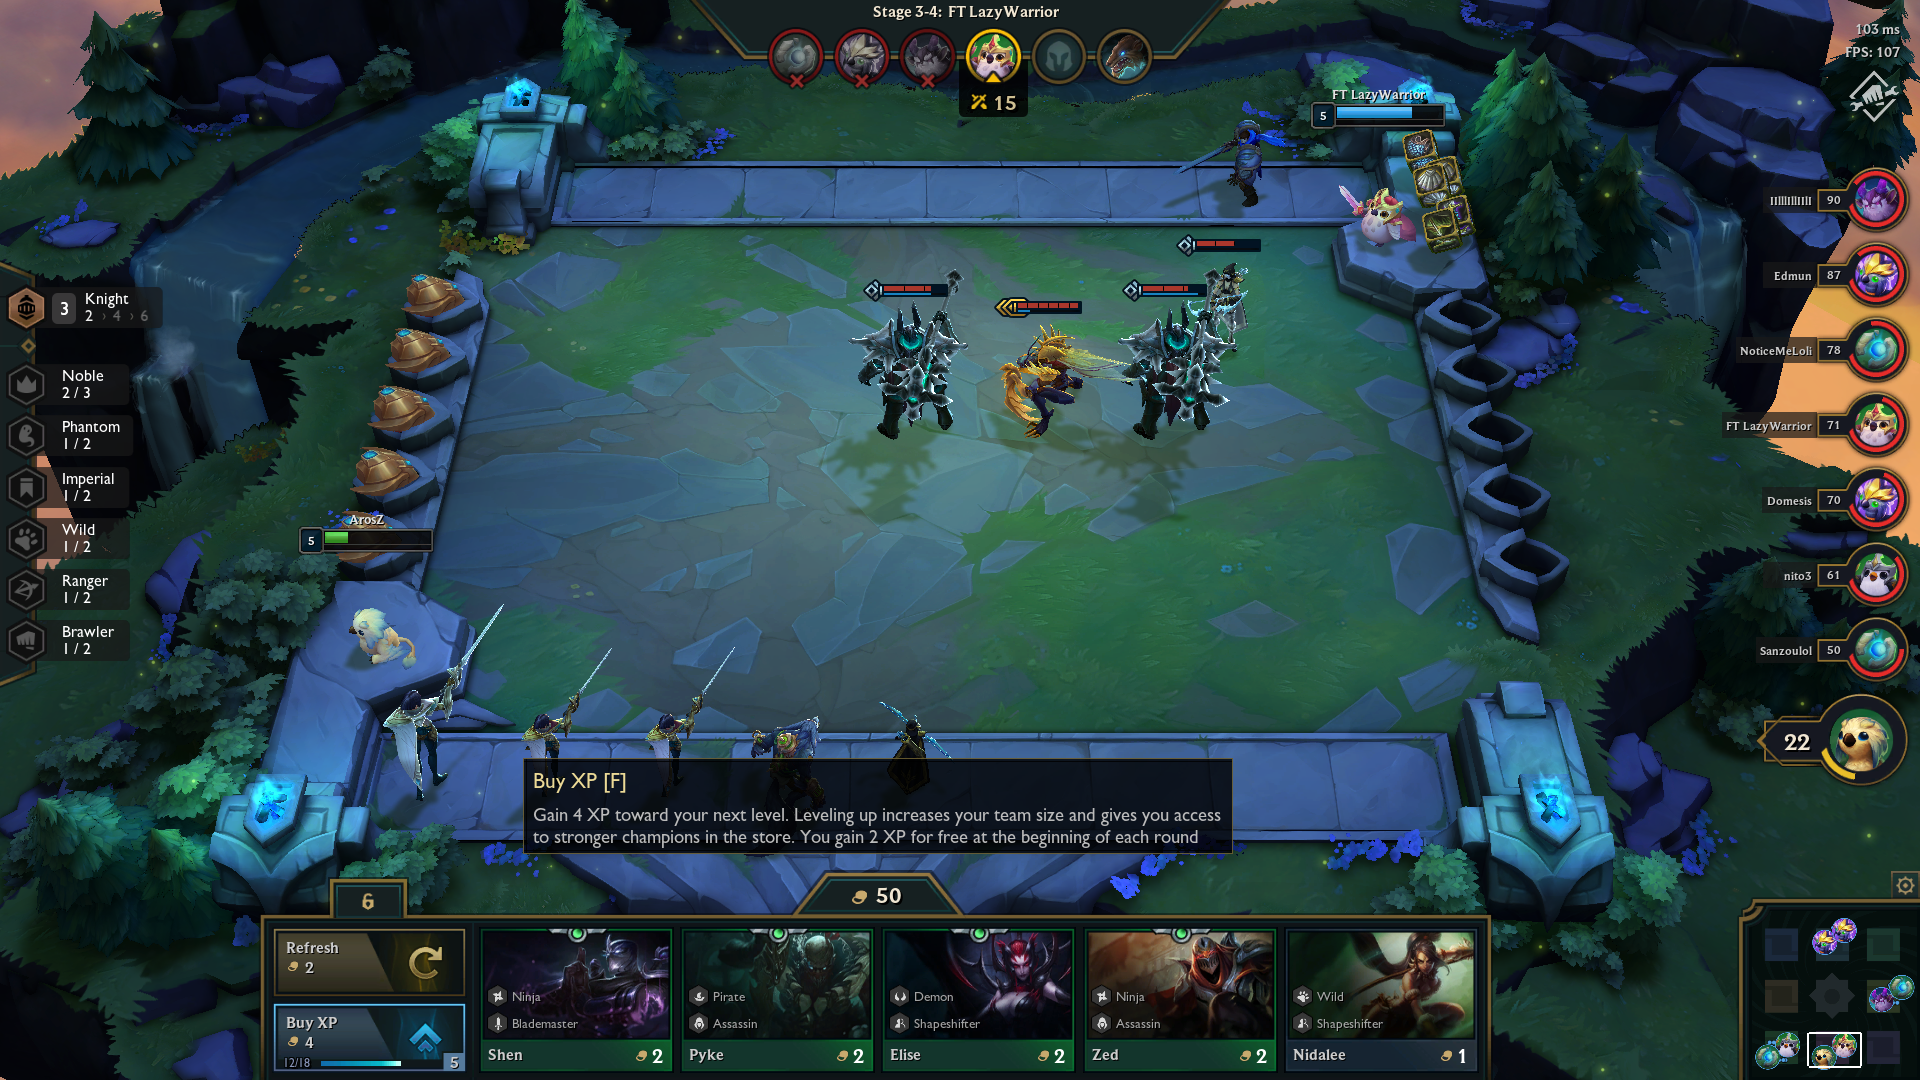 Stage 3-4: FT LazyWarrior
15
103 ms
FPS: 107
FT LazyWarrior
5
90
Edmun
87
NoticeMeLoli
78
FT LazyWarrior
71
Domesis
70
nito3
61
Sanzoulol
50
22
3
Knight
2 › 4 › 6
Noble
2 / 3
Phantom
1 / 2
Imperial
1 / 2
Wild
1 / 2
Ranger
1 / 2
Brawler
1 / 2
ArosZ
5
Buy XP [F]
Gain 4 XP toward your next level. Leveling up increases your team size and gives you access
to stronger champions in the store. You gain 2 XP for free at the beginning of each round
6
50
Refresh
2
Buy XP
4
12/18
5
Ninja
Blademaster
Shen
2
Pirate
Assassin
Pyke
2
Demon
Shapeshifter
Elise
2
Ninja
Assassin
Zed
2
Wild
Shapeshifter
Nidalee
1